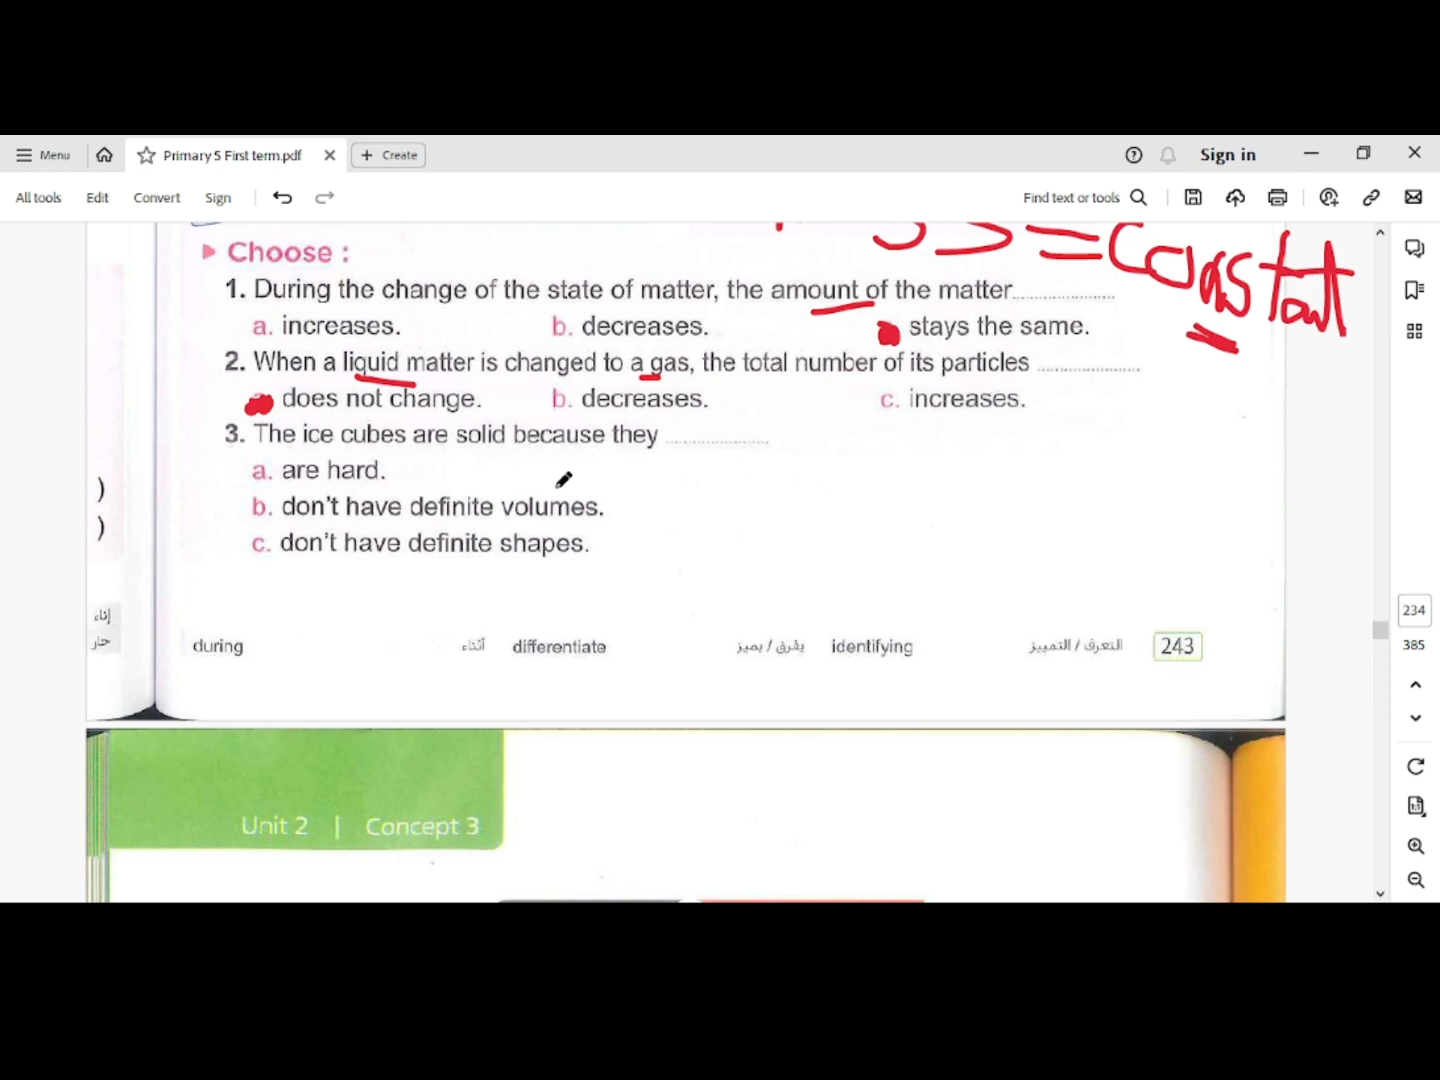 Menu
Primary 5 First term.pdf
Create
Sign in
All tools
Edit
Convert
Sign
Find text or tools
= Constant
Choose :
1. During the change of the state of matter, the amount of the matter....................
a. increases. b. decreases. stays the same.
2. When a liquid matter is changed to a gas, the total number of its particles ....................
does not change. b. decreases. c. increases.
3. The ice cubes are solid because they ....................
a. are hard.
b. don't have definite volumes.
c. don't have definite shapes.
)
)
إناء
حار
during أثناء differentiate يفرق / يميز identifying التعرف / التمييز 243
234
385
Unit 2 | Concept 3